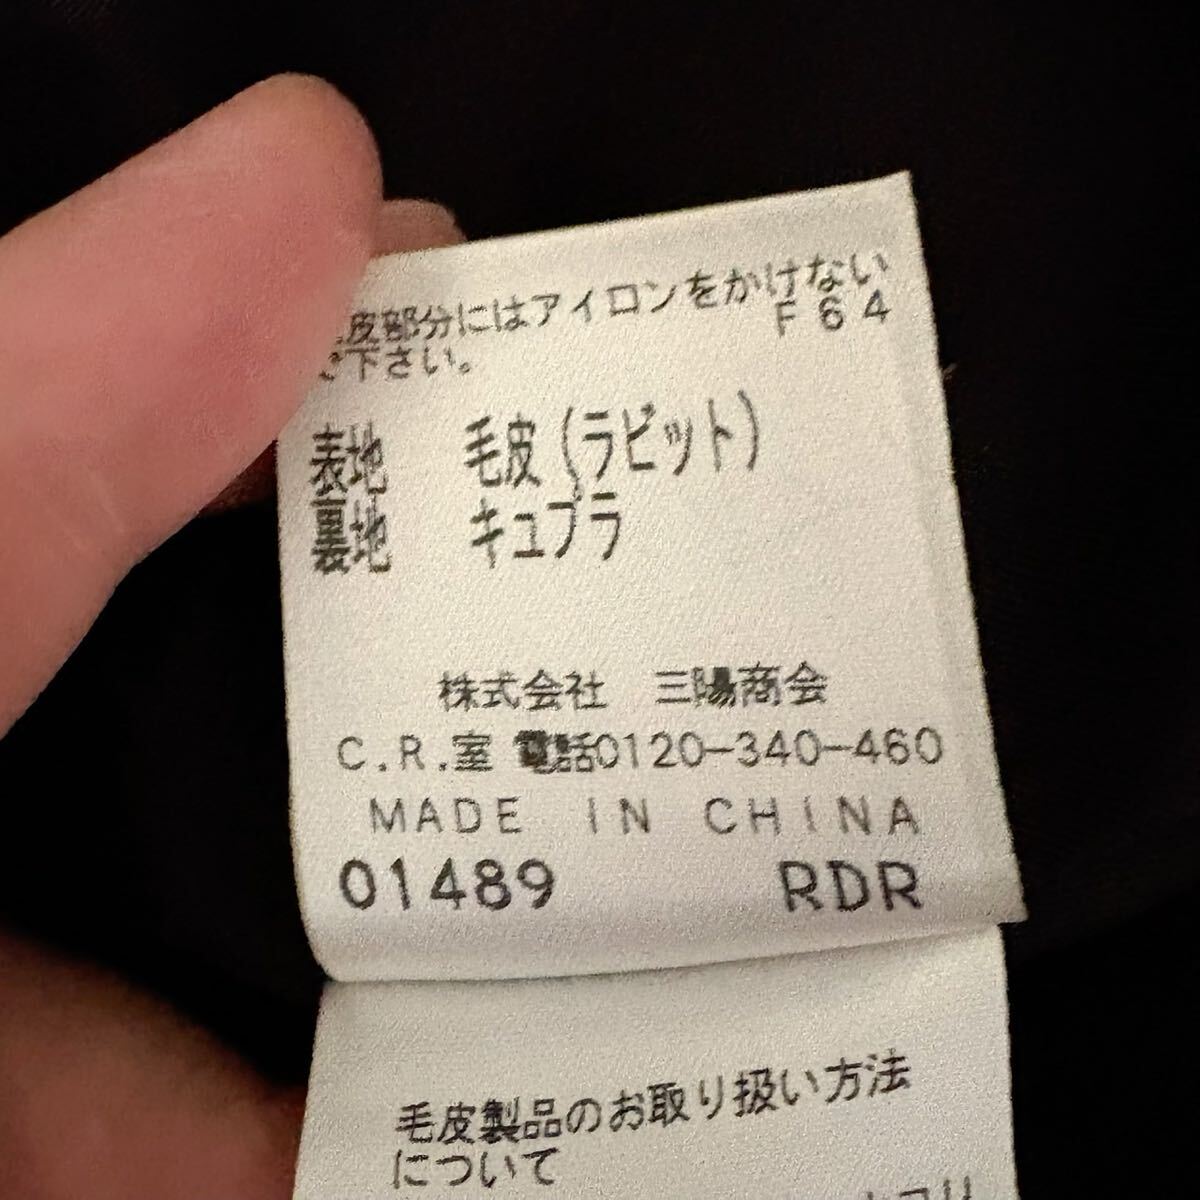 皮部分にはアイロンをかけない
F64
下さい。
表地 毛皮(ラビット)
裏地 キュプラ
株式会社 三陽商会
C.R.室 電話0120-340-460
MADE IN CHINA
01489 RDR
毛皮製品のお取り扱い方法
について